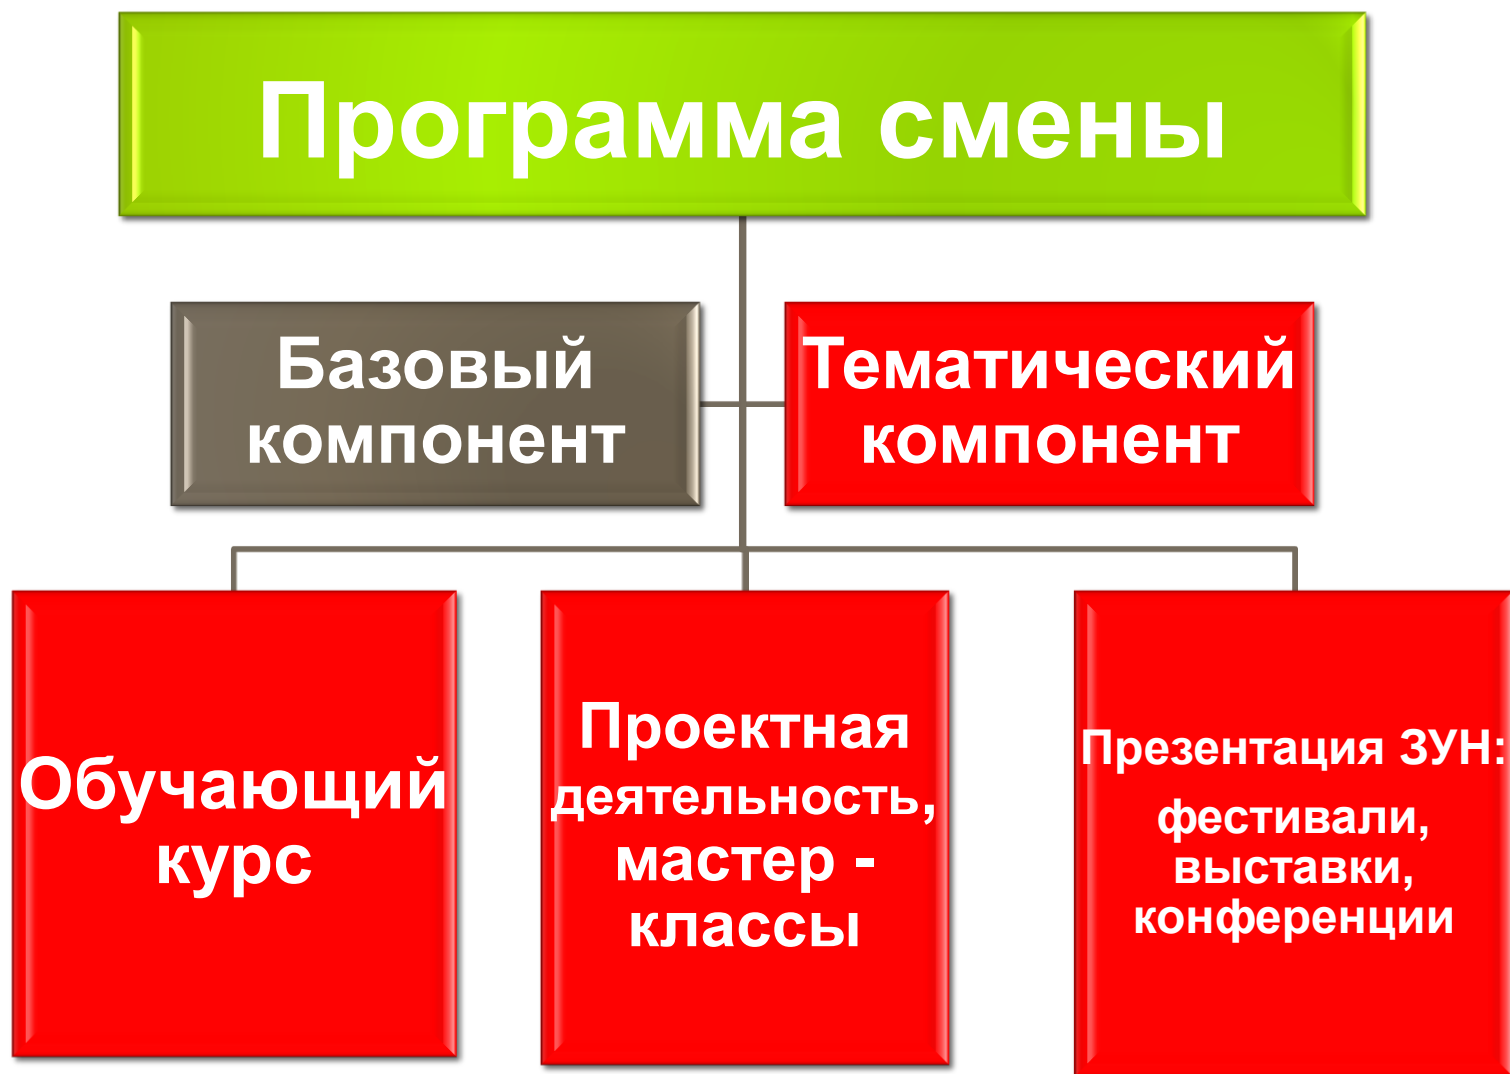 Программа смены
Базовый
компонент
Тематический
компонент
Обучающий
курс
Проектная
деятельность,
мастер -
классы
Презентация ЗУН:
фестивали,
выставки,
конференции